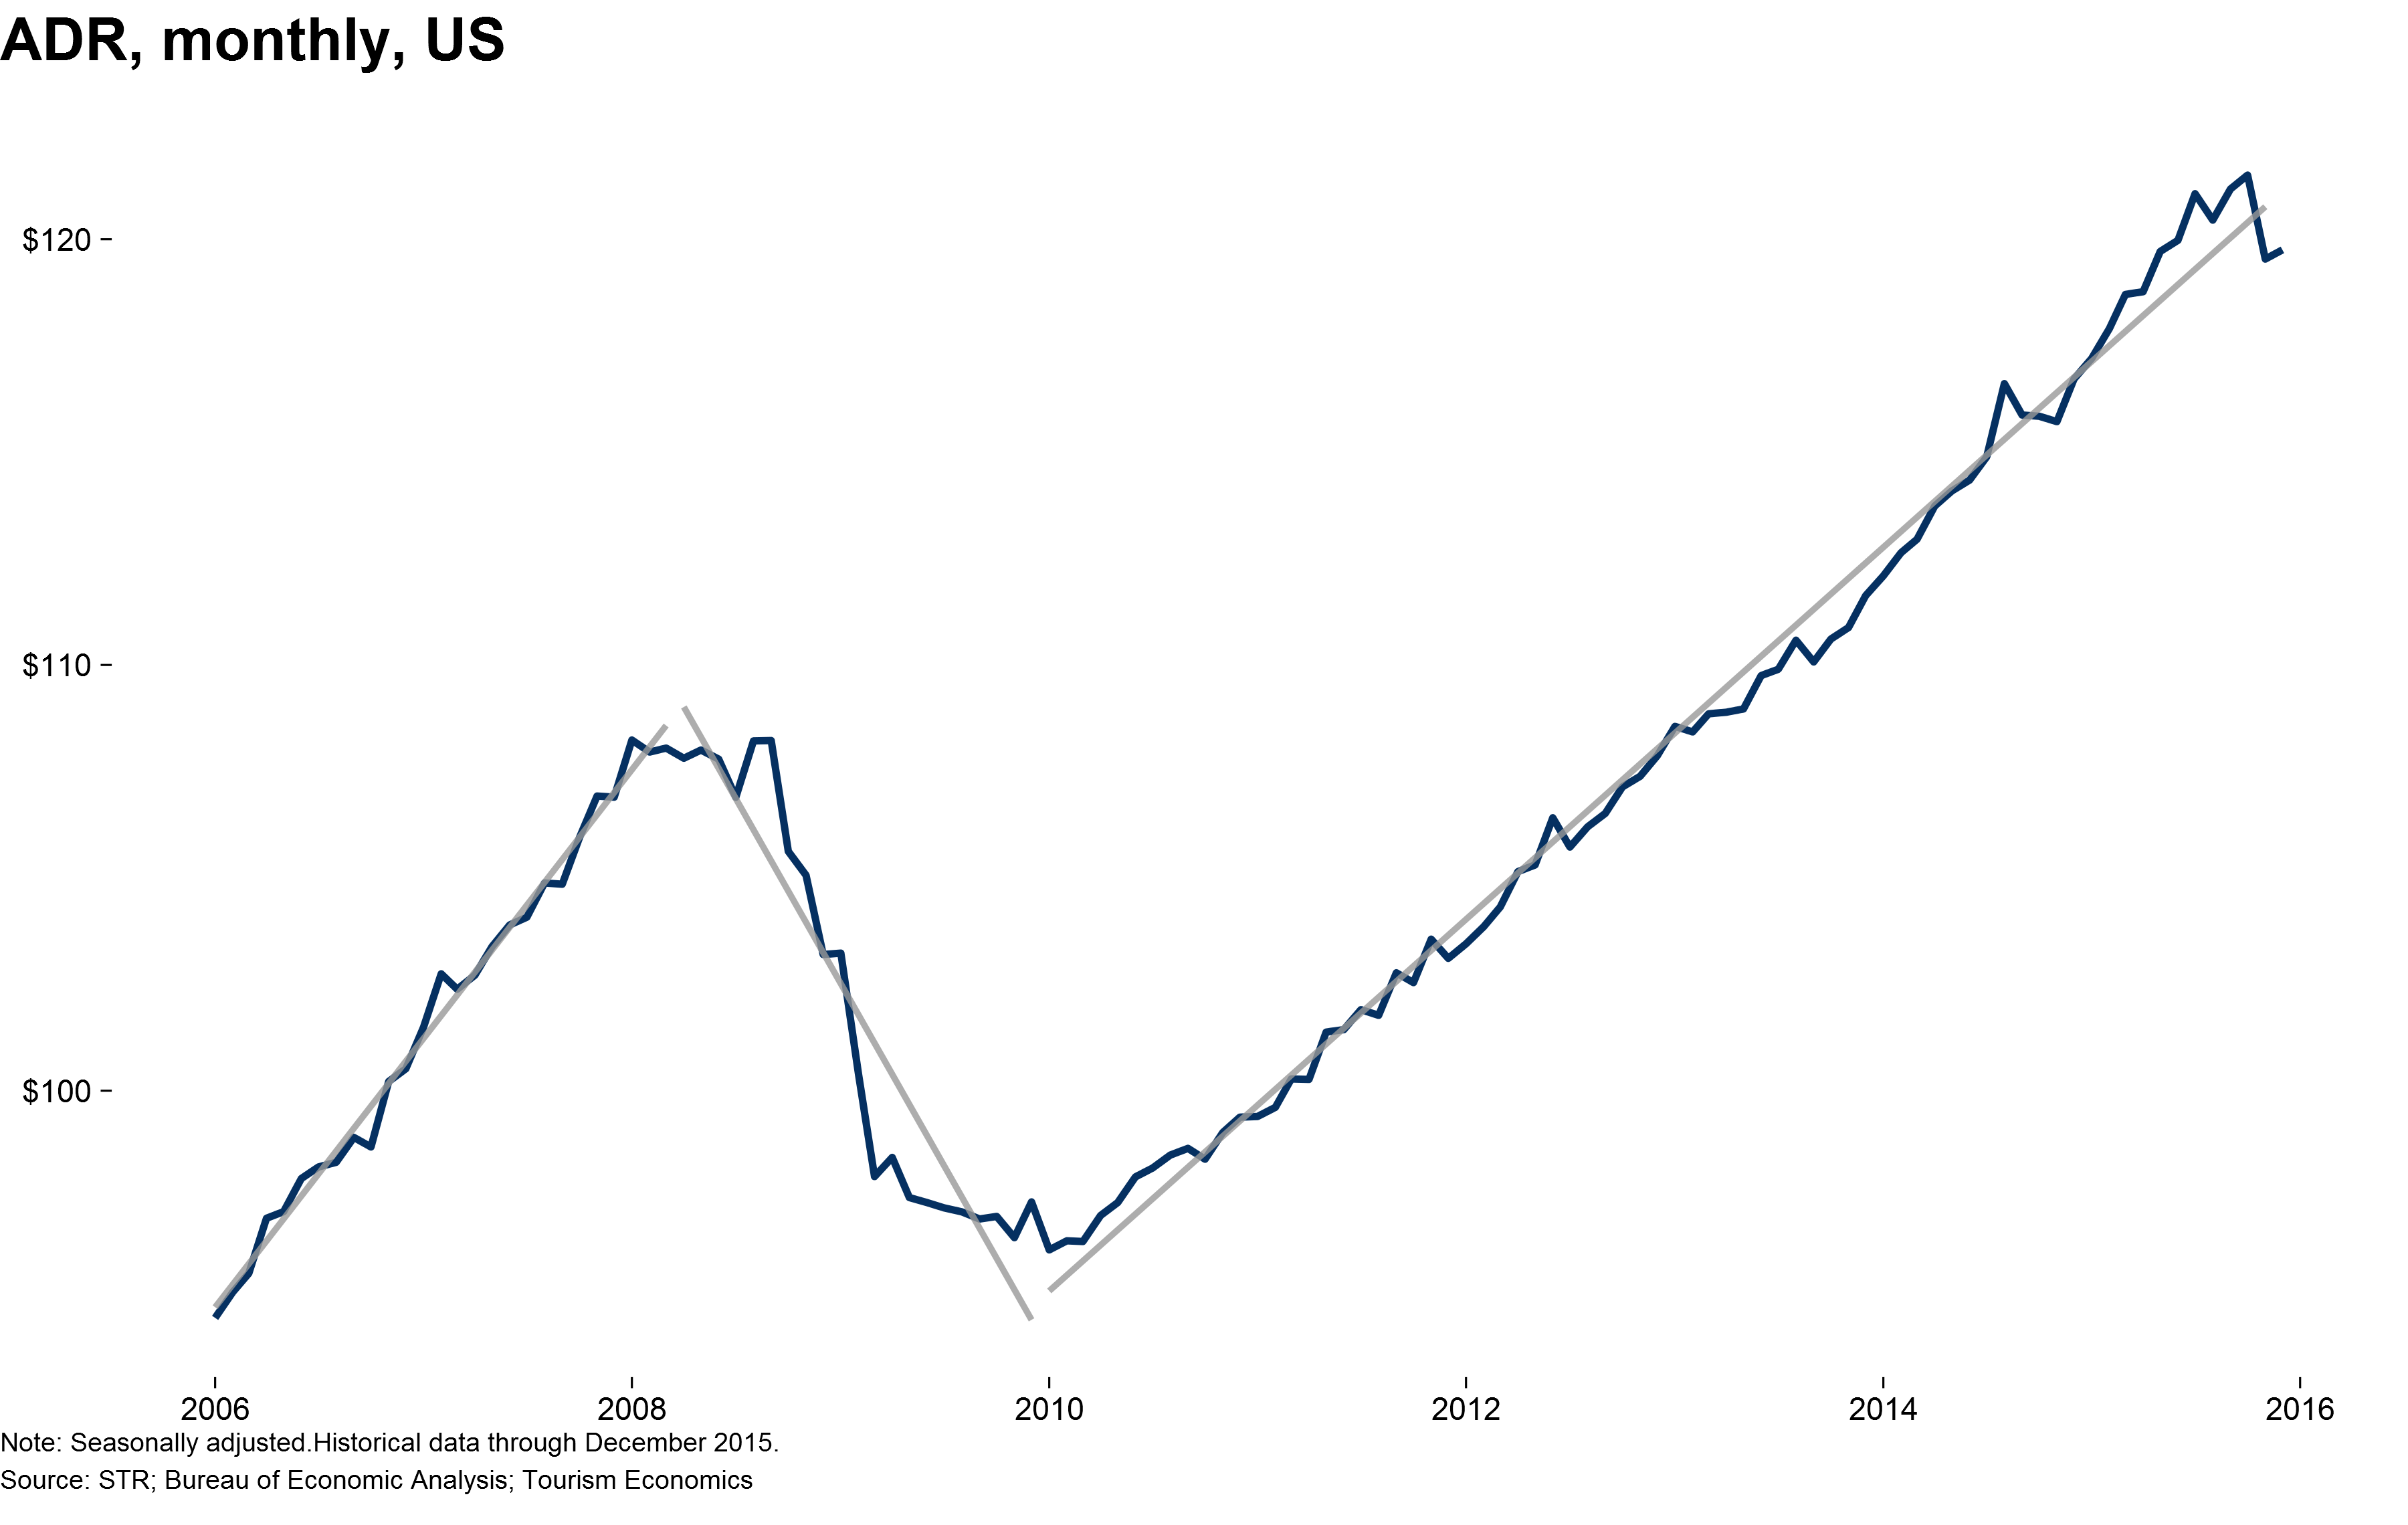 ADR, monthly, US
$120
$110
$100
2006 2008 2010 2012 2014 2016
Note: Seasonally adjusted.Historical data through December 2015.
Source: STR; Bureau of Economic Analysis; Tourism Economics